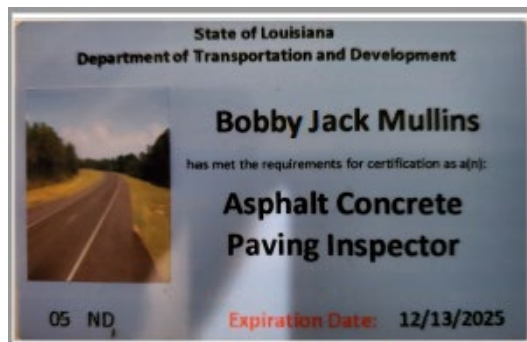 State of Louisiana
Department of Transportation and Development
Bobby Jack Mullins
has met the requirements for certification as a(n):
Asphalt Concrete
Paving Inspector
05 ND
Expiration Date: 12/13/2025